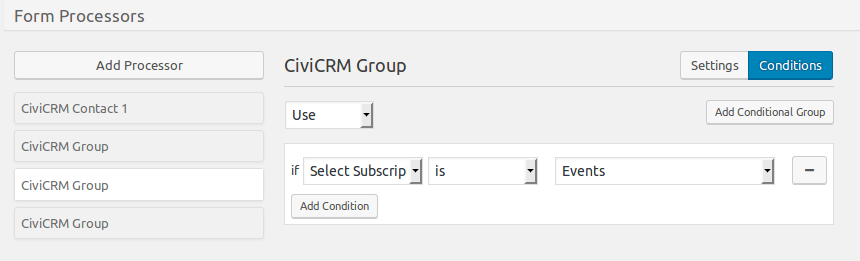 Form Processors
Add Processor
CiviCRM Contact 1
CiviCRM Group
CiviCRM Group
CiviCRM Group
CiviCRM Group
Settings
Conditions
Use
Add Conditional Group
if Select Subscrip is Events
Add Condition